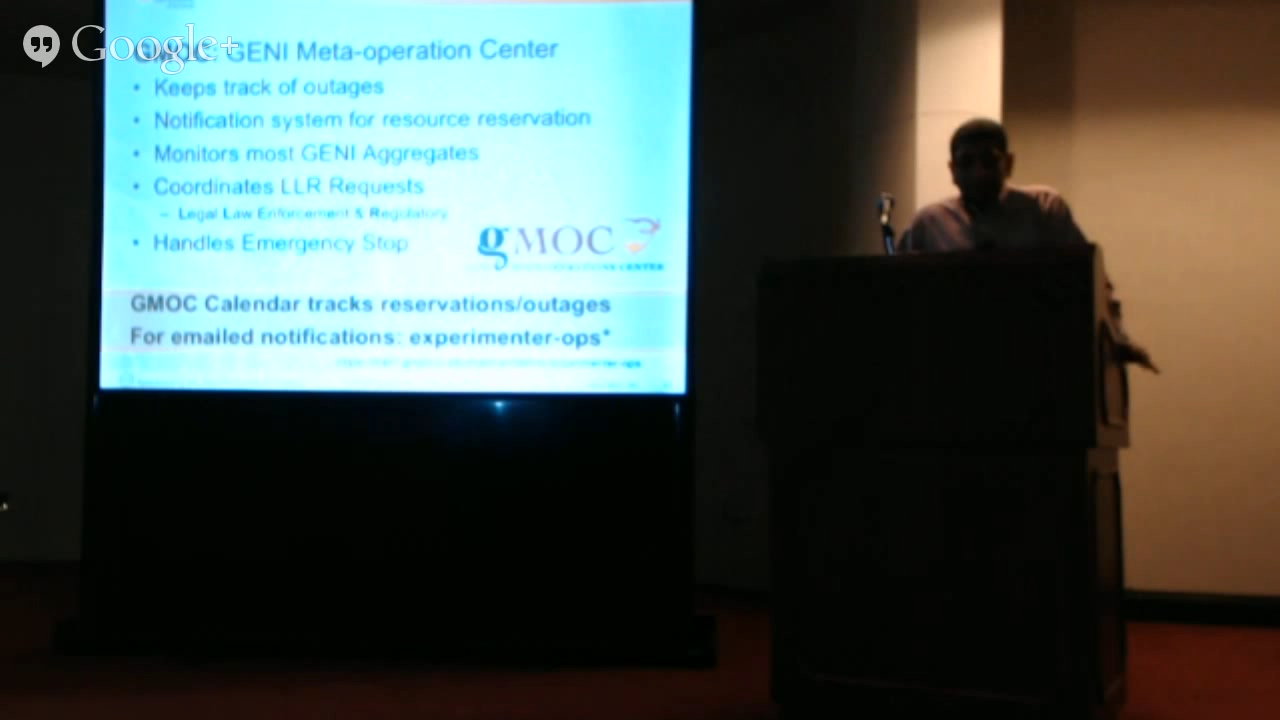 Google+
GMOC GENI Meta-operation Center
• Keeps track of outages
• Notification system for resource reservation
• Monitors most GENI Aggregates
• Coordinates LLR Requests
– Legal Law Enforcement & Regulatory
• Handles Emergency Stop
gMOC
CENTER
GMOC Calendar tracks reservations/outages
For emailed notifications: experimenter-ops*